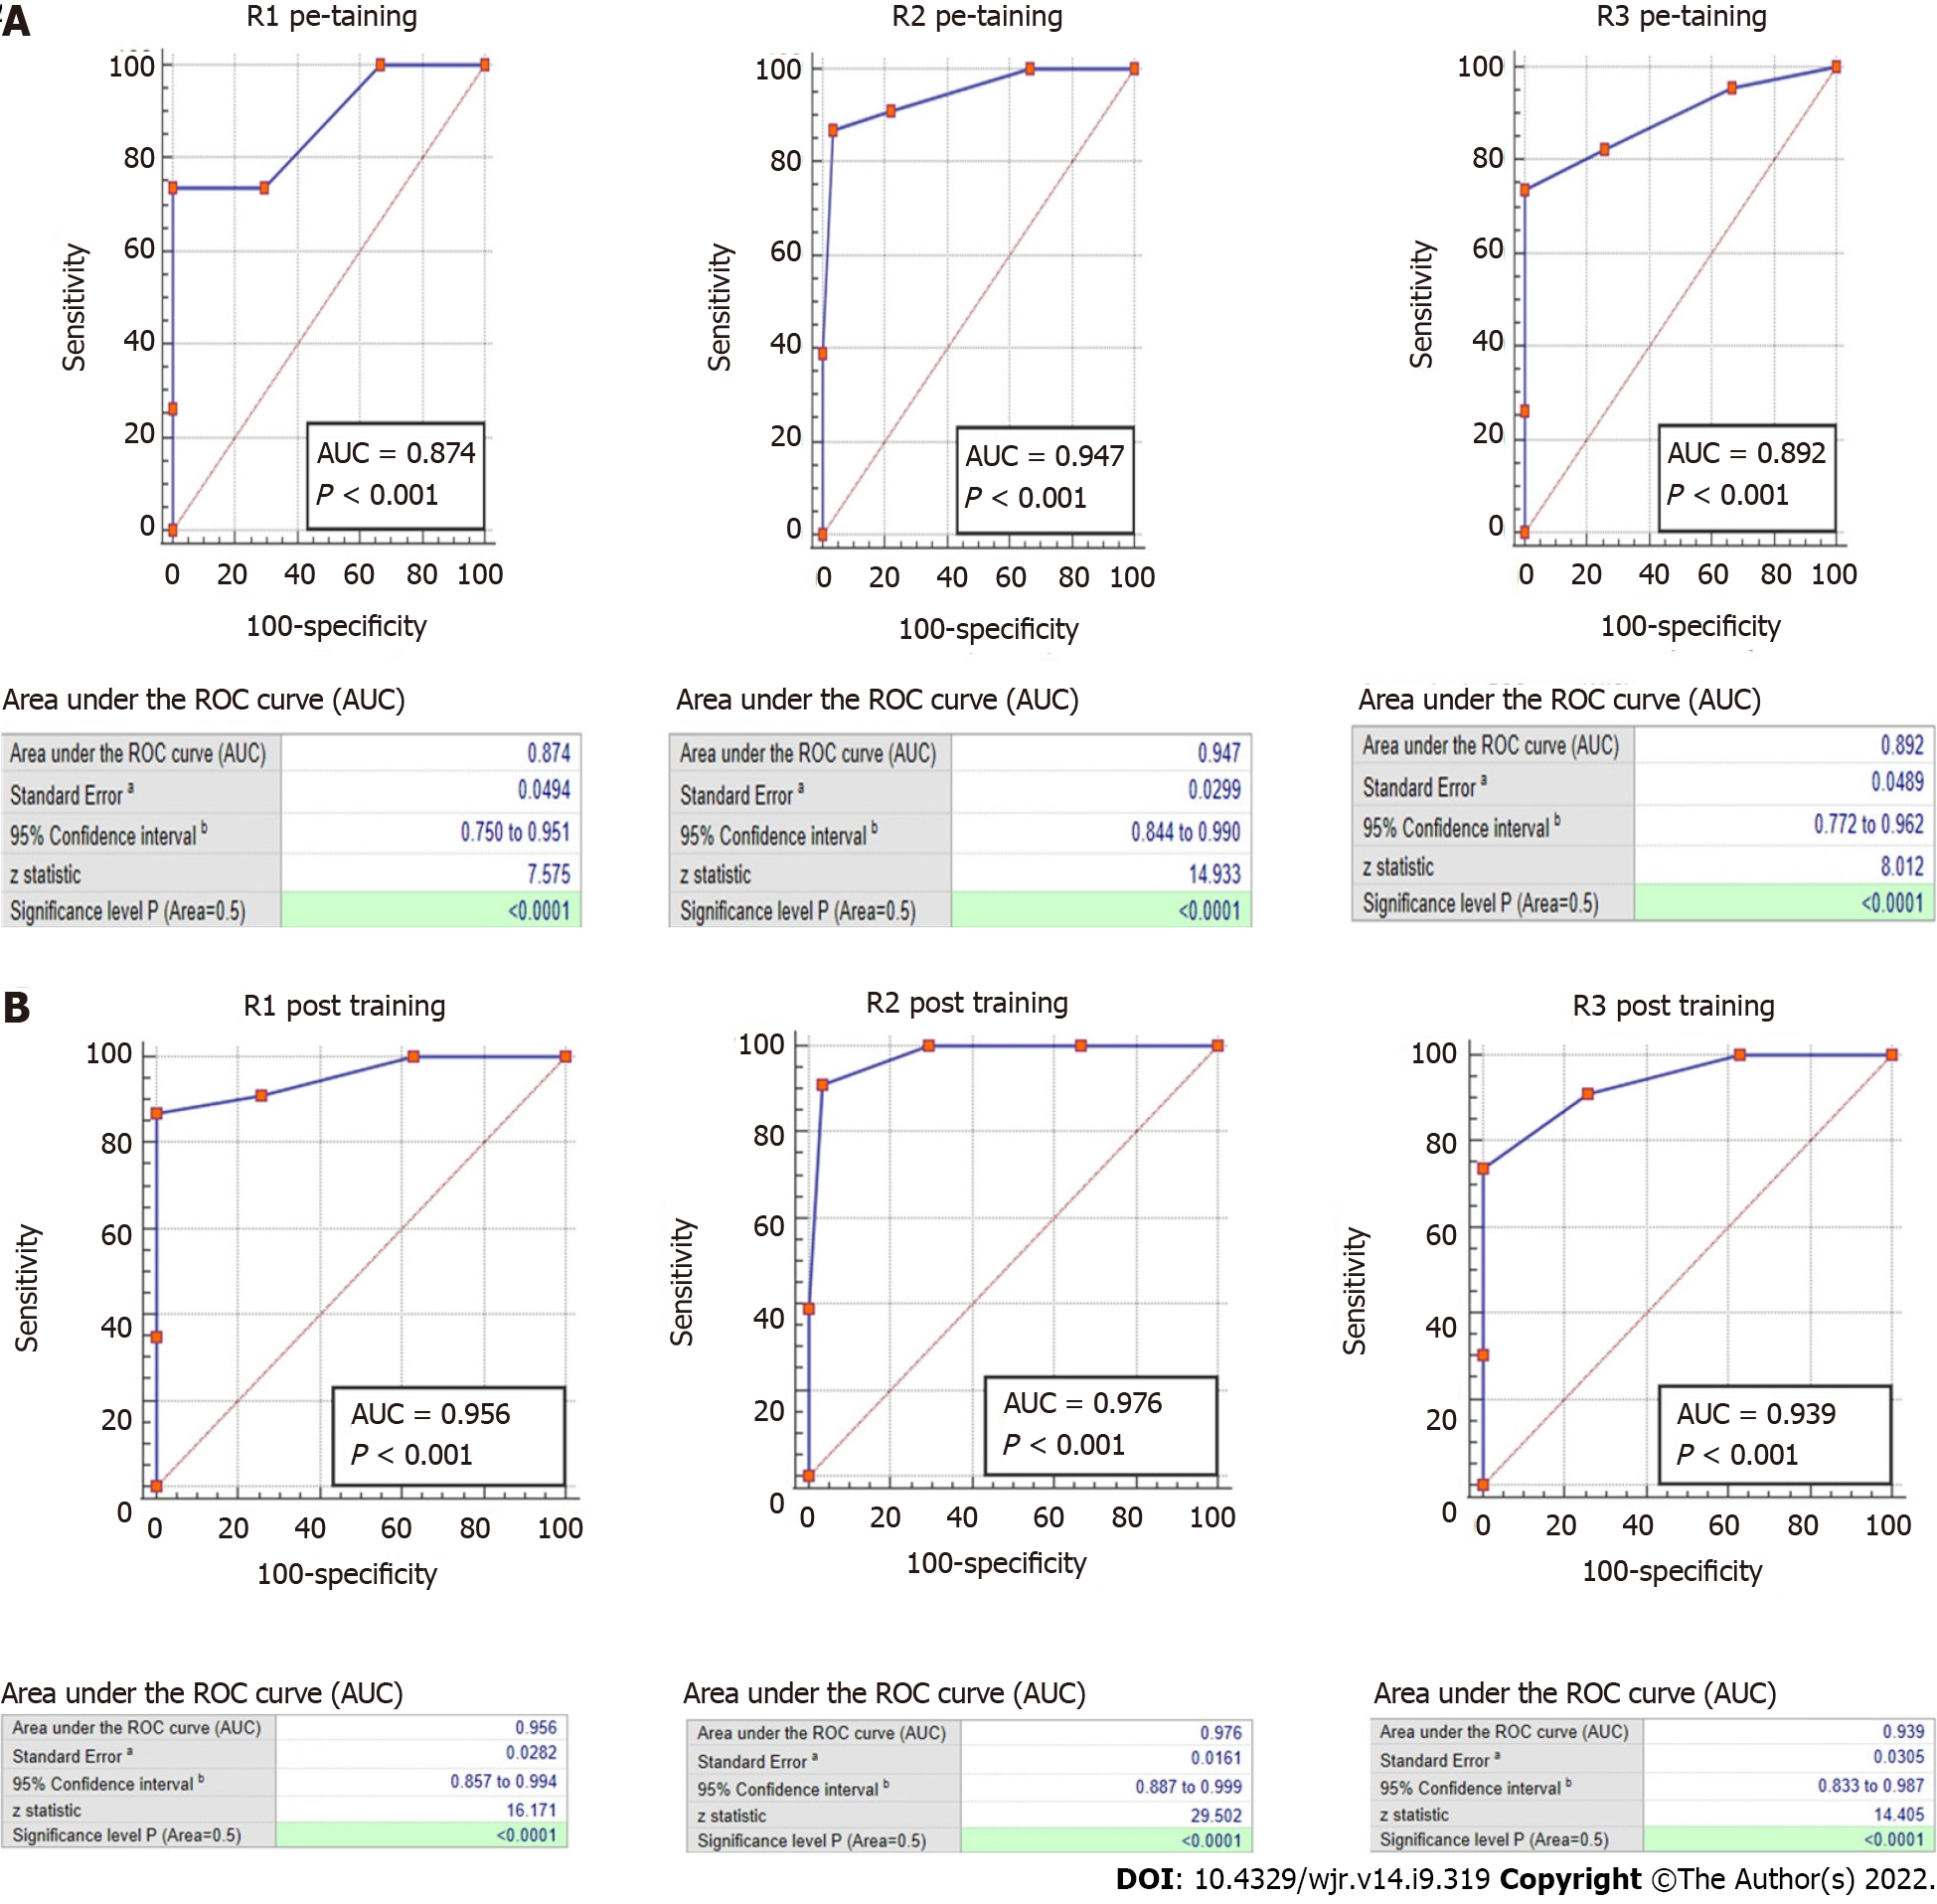 A
R1 pe-taining
100
80
60
40
20
0
Sensitivity
AUC = 0.874
P < 0.001
0 20 40 60 80 100
100-specificity
R2 pe-taining
100
80
60
40
20
0
Sensitivity
AUC = 0.947
P < 0.001
0 20 40 60 80 100
100-specificity
R3 pe-taining
100
80
60
40
20
0
Sensitivity
AUC = 0.892
P < 0.001
0 20 40 60 80 100
100-specificity
Area under the ROC curve (AUC)
Area under the ROC curve (AUC) 0.874
Standard Error a 0.0494
95% Confidence interval b 0.750 to 0.951
z statistic 7.575
Significance level P (Area=0.5) <0.0001
Area under the ROC curve (AUC)
Area under the ROC curve (AUC) 0.947
Standard Error a 0.0299
95% Confidence interval b 0.844 to 0.990
z statistic 14.933
Significance level P (Area=0.5) <0.0001
Area under the ROC curve (AUC)
Area under the ROC curve (AUC) 0.892
Standard Error a 0.0489
95% Confidence interval b 0.772 to 0.962
z statistic 8.012
Significance level P (Area=0.5) <0.0001
B
R1 post training
100
80
60
40
20
0
Sensitivity
AUC = 0.956
P < 0.001
0 20 40 60 80 100
100-specificity
R2 post training
100
80
60
40
20
0
Sensitivity
AUC = 0.976
P < 0.001
0 20 40 60 80 100
100-specificity
R3 post training
100
80
60
40
20
0
Sensitivity
AUC = 0.939
P < 0.001
0 20 40 60 80 100
100-specificity
Area under the ROC curve (AUC)
Area under the ROC curve (AUC) 0.956
Standard Error a 0.0282
95% Confidence interval b 0.857 to 0.994
z statistic 16.171
Significance level P (Area=0.5) <0.0001
Area under the ROC curve (AUC)
Area under the ROC curve (AUC) 0.976
Standard Error a 0.0161
95% Confidence interval b 0.887 to 0.999
z statistic 29.502
Significance level P (Area=0.5) <0.0001
Area under the ROC curve (AUC)
Area under the ROC curve (AUC) 0.939
Standard Error a 0.0305
95% Confidence interval b 0.833 to 0.987
z statistic 14.405
Significance level P (Area=0.5) <0.0001
DOI: 10.4329/wjr.v14.i9.319 Copyright ©The Author(s) 2022.